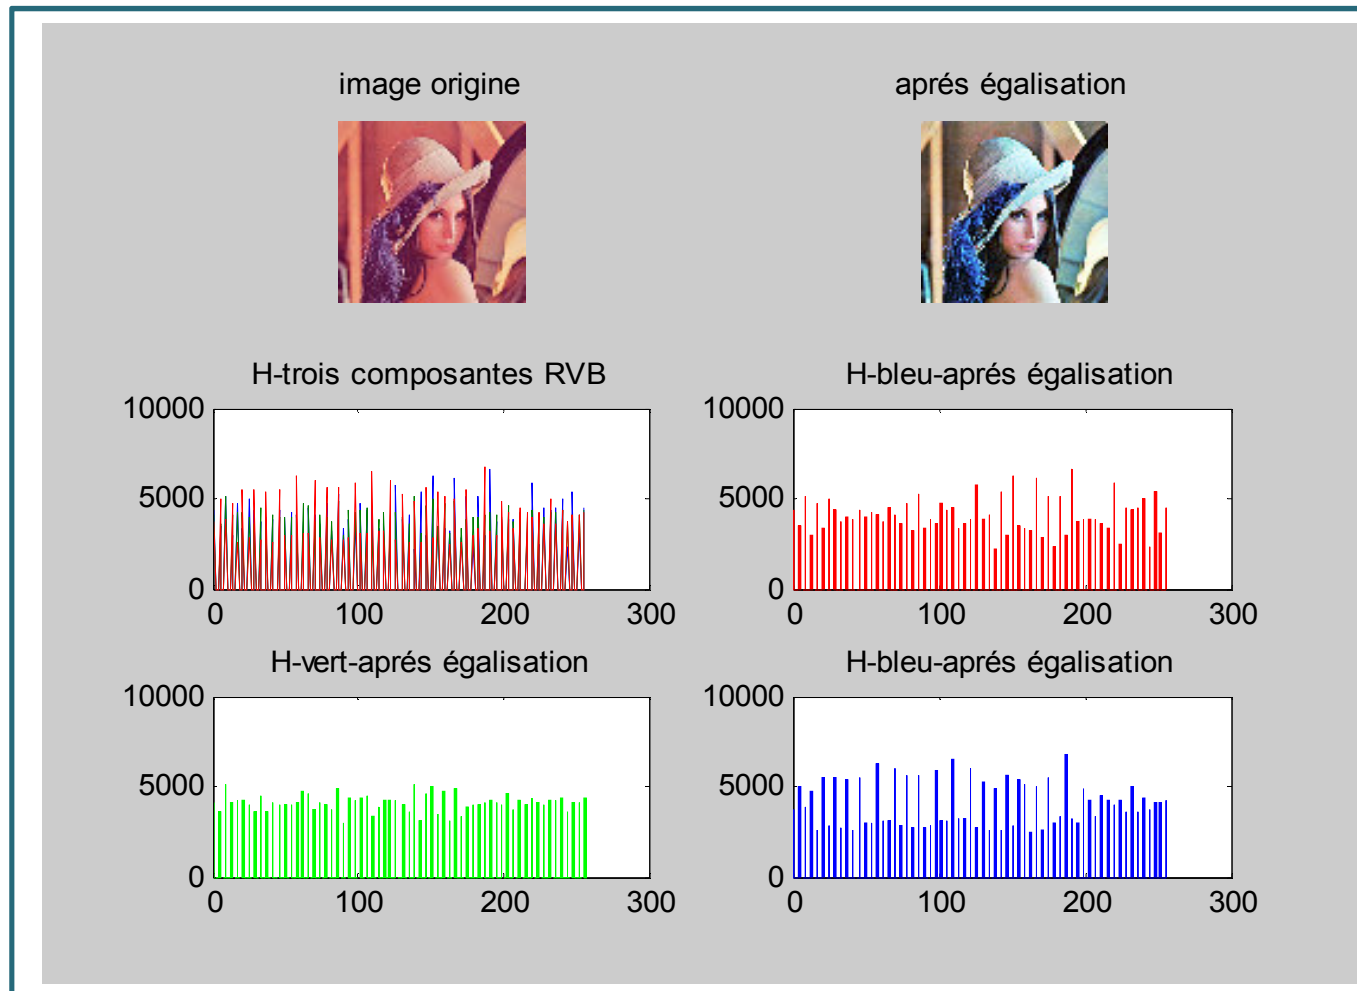 image origine
aprés égalisation
H-trois composantes RVB
10000
5000
0
0 100 200 300
H-bleu-aprés égalisation
10000
5000
0
0 100 200 300
H-vert-aprés égalisation
10000
5000
0
0 100 200 300
H-bleu-aprés égalisation
10000
5000
0
0 100 200 300